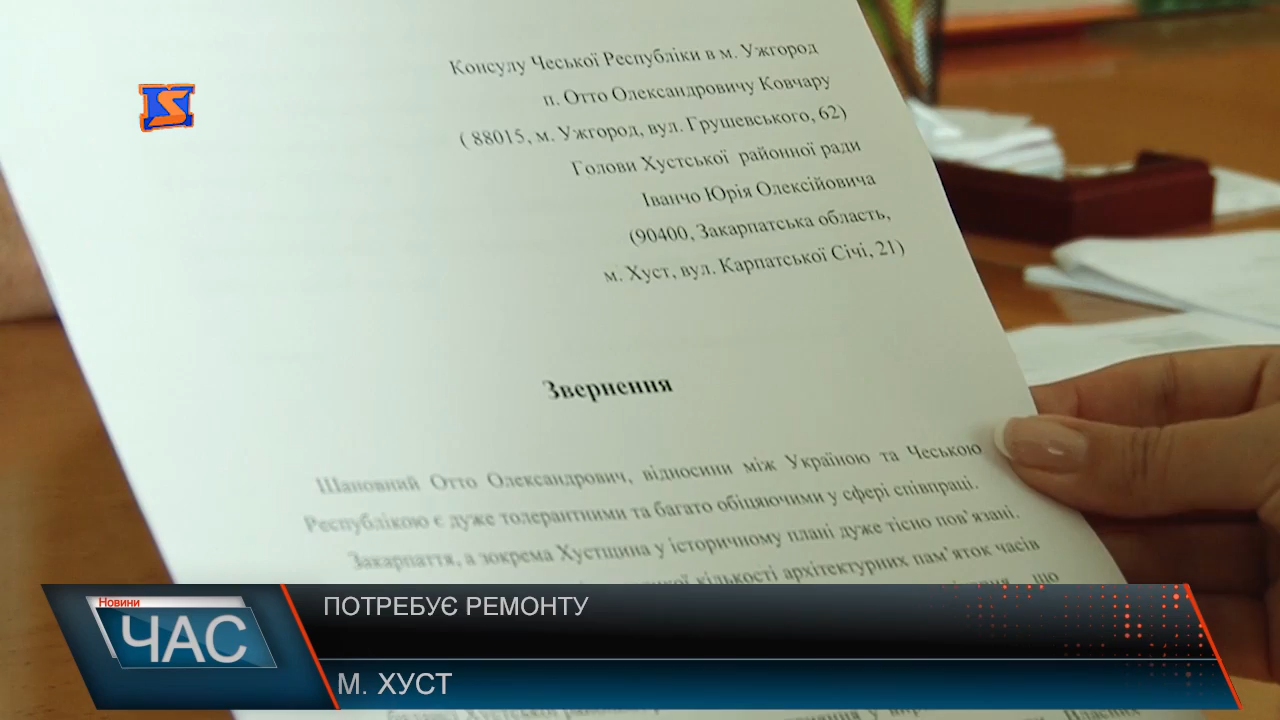 Консулу Чеської Республіки в м. Ужгород
п. Отто Олександровичу Ковчару
( 88015, м. Ужгород, вул. Грушевського, 62)
Голови Хустської районної ради
Іванчо Юрія Олексійовича
(90400, Закарпатська область,
м. Хуст, вул. Карпатської Січі, 21)
Звернення
Шановний Отто Олександрович, відносини між Україною та Чеською
Республікою є дуже толерантними та багато обіцяючими у сфері співпраці.
Закарпаття, а зокрема Хустщина у історичному плані дуже тісно пов'язані.
кількості архітектурних пам'яток часів
що
Новини
ЧАС
ПОТРЕБУЄ РЕМОНТУ
М. ХУСТ